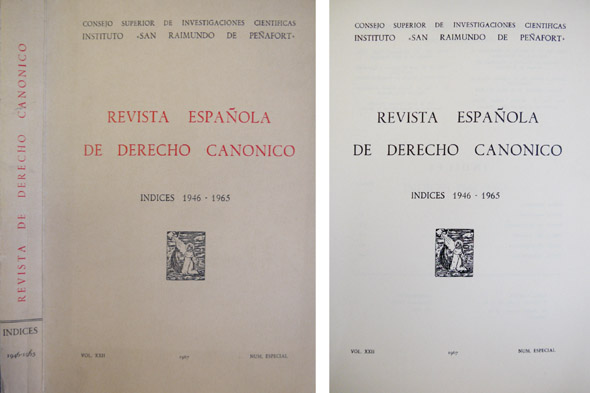 REVISTA DE DERECHO CANONICO
INDICES
1946-1965
CONSEJO SUPERIOR DE INVESTIGACIONES CIENTIFICAS
INSTITUTO «SAN RAIMUNDO DE PEÑAFORT»
REVISTA ESPAÑOLA
DE DERECHO CANONICO
INDICES 1946 - 1965
VOL. XXII 1967 NUM. ESPECIAL
CONSEJO SUPERIOR DE INVESTIGACIONES CIENTIFICAS
INSTITUTO «SAN RAIMUNDO DE PEÑAFORT»
REVISTA ESPAÑOLA
DE DERECHO CANONICO
INDICES 1946 - 1965
VOL. XXII 1967 NUM. ESPECIAL